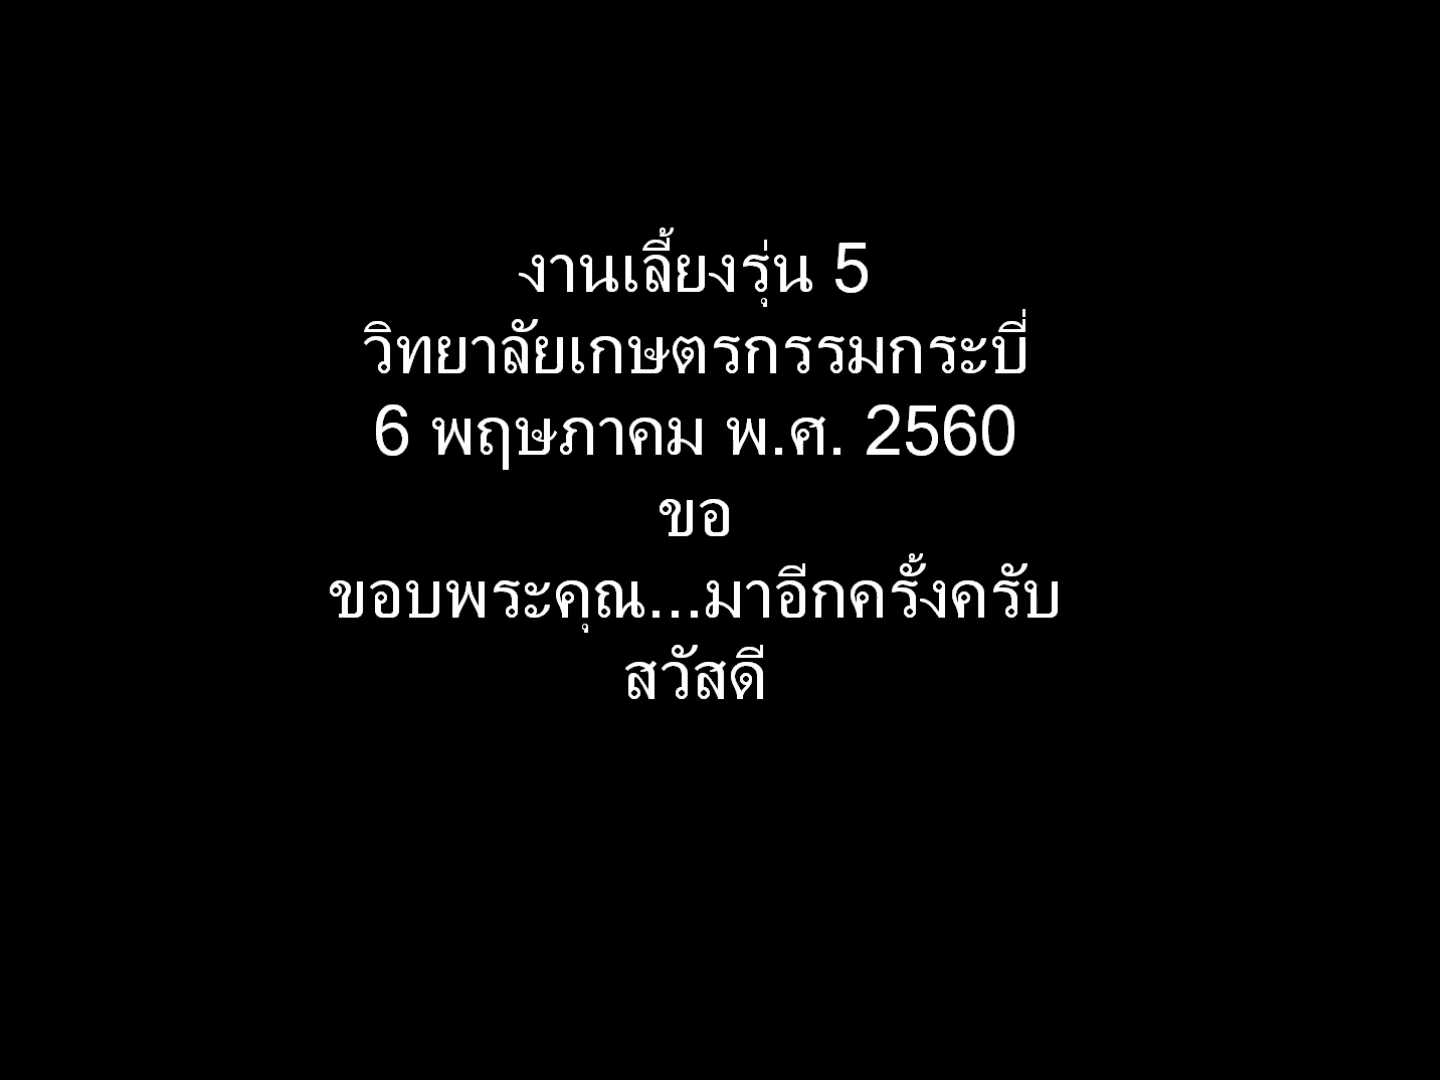 งานเลี้ยงรุ่น 5
วิทยาลัยเกษตรกรรมกระบี่
6 พฤษภาคม พ.ศ. 2560
ขอ
ขอบพระคุณ...มาอีกครั้งครับ
สวัสดี